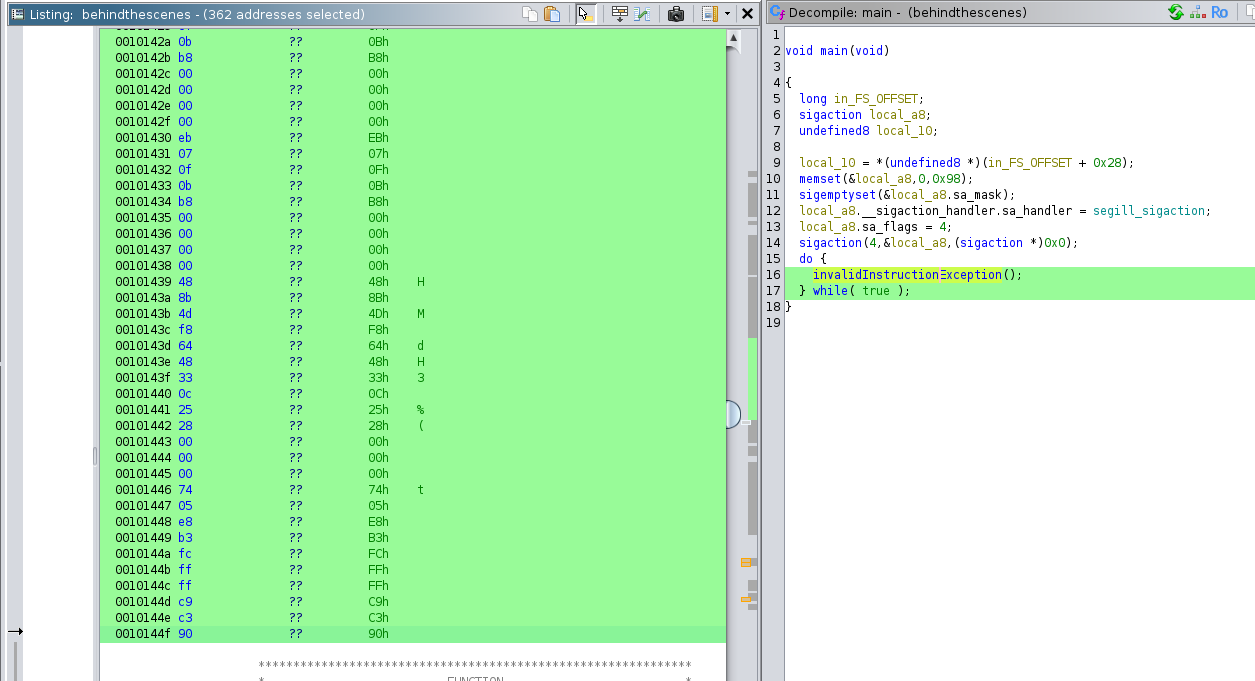 Listing: behindthescenes - (362 addresses selected)
0010142a 0b ?? 0Bh
0010142b b8 ?? B8h
0010142c 00 ?? 00h
0010142d 00 ?? 00h
0010142e 00 ?? 00h
0010142f 00 ?? 00h
00101430 eb ?? EBh
00101431 07 ?? 07h
00101432 0f ?? 0Fh
00101433 0b ?? 0Bh
00101434 b8 ?? B8h
00101435 00 ?? 00h
00101436 00 ?? 00h
00101437 00 ?? 00h
00101438 00 ?? 00h
00101439 48 ?? 48h H
0010143a 8b ?? 8Bh
0010143b 4d ?? 4Dh M
0010143c f8 ?? F8h
0010143d 64 ?? 64h d
0010143e 48 ?? 48h H
0010143f 33 ?? 33h 3
00101440 0c ?? 0Ch
00101441 25 ?? 25h %
00101442 28 ?? 28h (
00101443 00 ?? 00h
00101444 00 ?? 00h
00101445 00 ?? 00h
00101446 74 ?? 74h t
00101447 05 ?? 05h
00101448 e8 ?? E8h
00101449 b3 ?? B3h
0010144a fc ?? FCh
0010144b ff ?? FFh
0010144c ff ?? FFh
0010144d c9 ?? C9h
0010144e c3 ?? C3h
0010144f 90 ?? 90h
**************************************************************
* FUNCTION *
Decompile: main - (behindthescenes)
Ro
1
2 void main(void)
3
4 {
5 long in_FS_OFFSET;
6 sigaction local_a8;
7 undefined8 local_10;
8
9 local_10 = *(undefined8 *)(in_FS_OFFSET + 0x28);
10 memset(&local_a8,0,0x98);
11 sigemptyset(&local_a8.sa_mask);
12 local_a8.__sigaction_handler.sa_handler = segill_sigaction;
13 local_a8.sa_flags = 4;
14 sigaction(4,&local_a8,(sigaction *)0x0);
15 do {
16 invalidInstructionException();
17 } while( true );
18 }
19